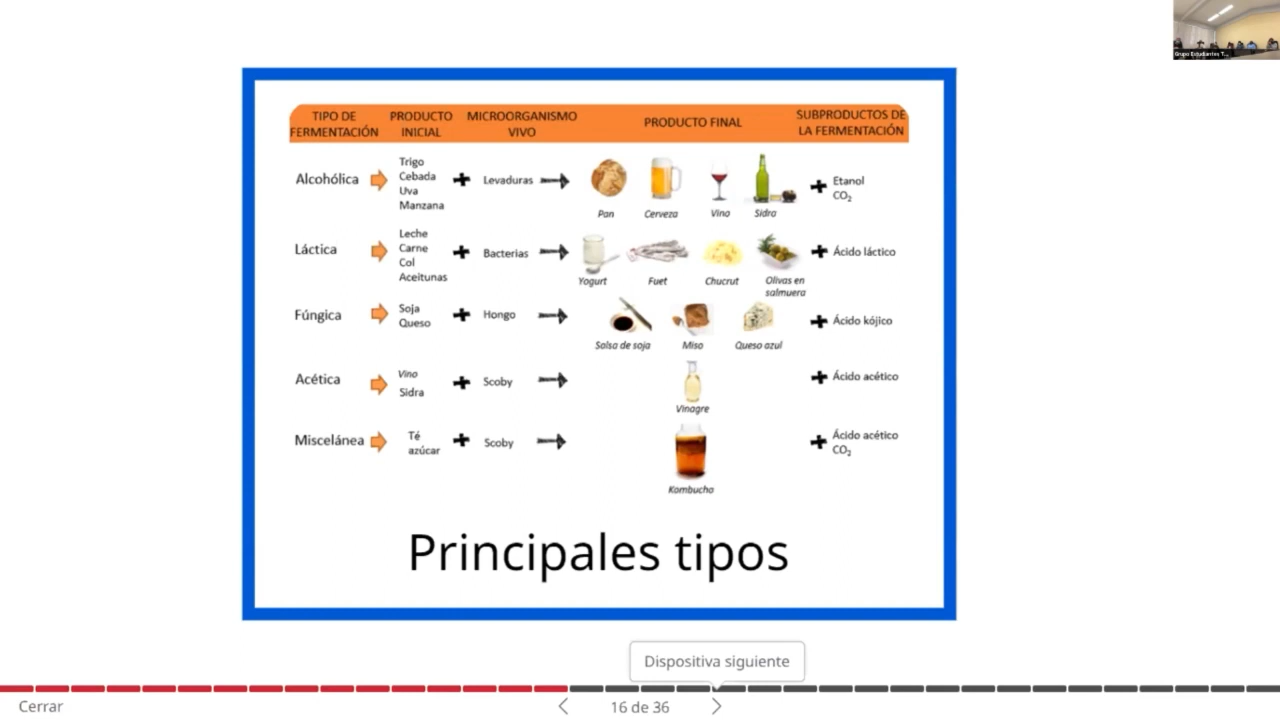 Grupo Estudiantes T...
TIPO DE
FERMENTACIÓN
PRODUCTO
INICIAL
MICROORGANISMO
VIVO
PRODUCTO FINAL
SUBPRODUCTOS DE
LA FERMENTACIÓN
Alcohólica
Trigo
Cebada
Uva
Manzana
Levaduras
Pan
Cerveza
Vino
Sidra
Etanol
CO₂
Láctica
Leche
Carne
Col
Aceitunas
Bacterias
Yogurt
Fuet
Chucrut
Olivas en
salmuera
Ácido láctico
Fúngica
Soja
Queso
Hongo
Salsa de soja
Miso
Queso azul
Ácido kójico
Acética
Vino
Sidra
Scoby
Vinagre
Ácido acético
Miscelánea
Té
azúcar
Scoby
Kombucha
Ácido acético
CO₂
Principales tipos
Dispositiva siguiente
Cerrar
16 de 36